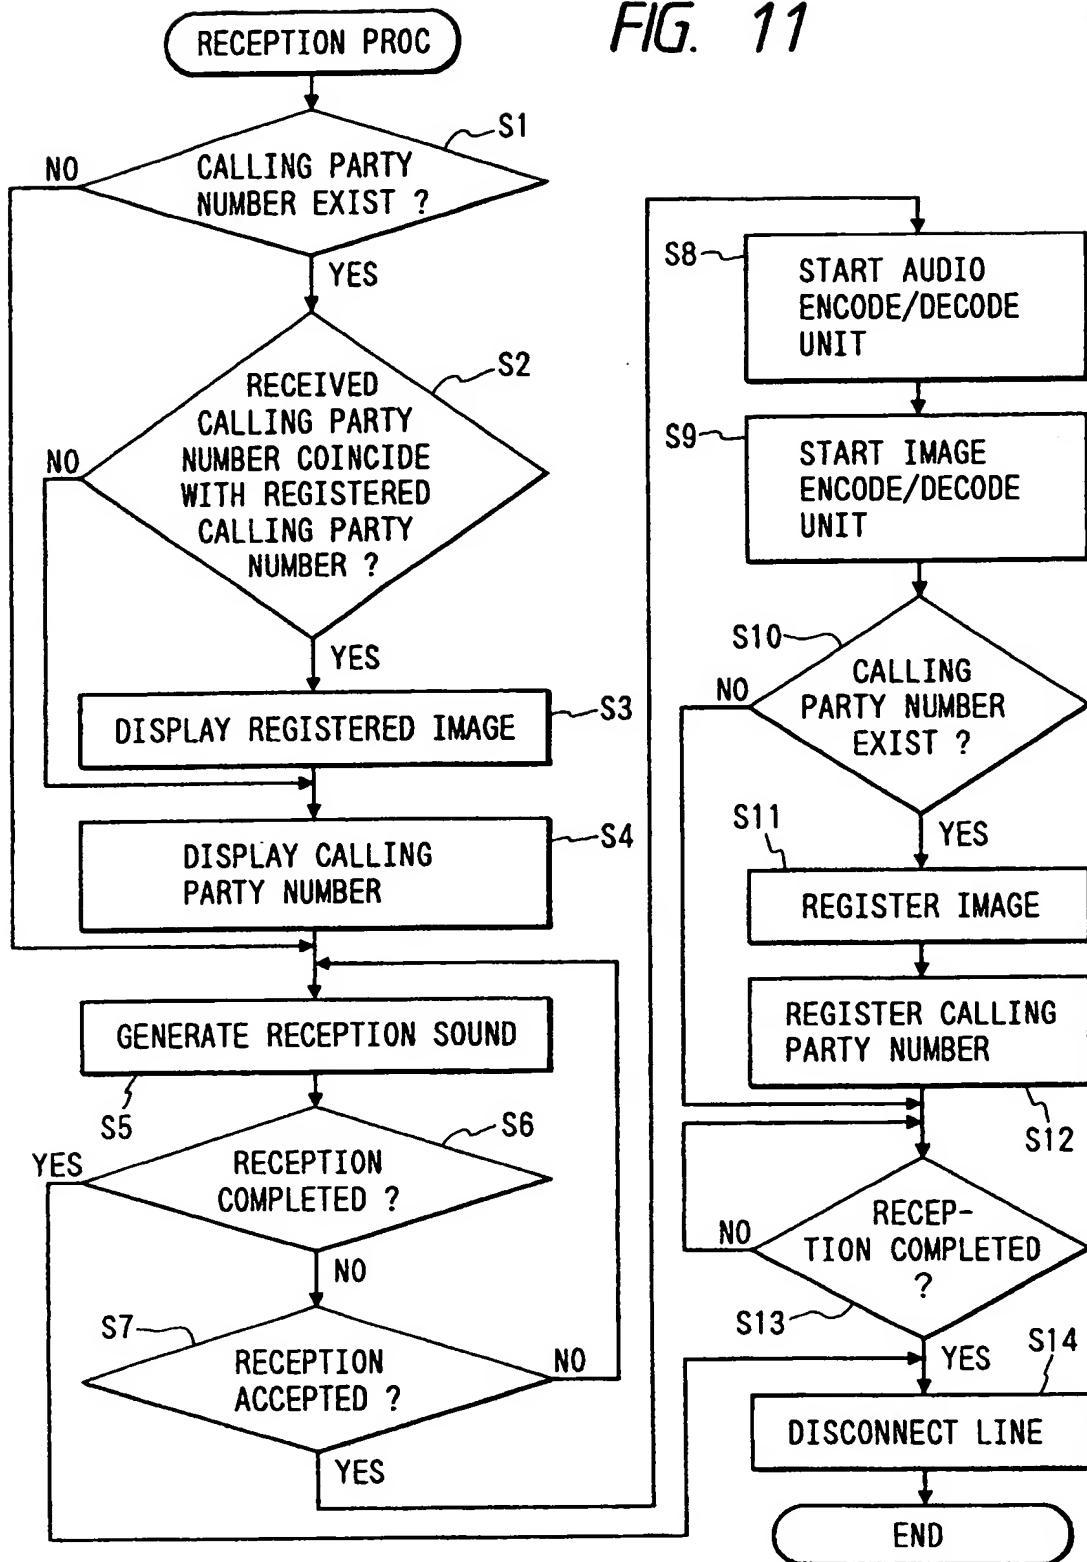 FIG. 11
RECEPTION PROC
S1
NO
CALLING PARTY
NUMBER EXIST ?
YES
S2
RECEIVED
CALLING PARTY
NUMBER COINCIDE
WITH REGISTERED
CALLING PARTY
NUMBER ?
NO
YES
DISPLAY REGISTERED IMAGE
S3
DISPLAY CALLING
PARTY NUMBER
S4
GENERATE RECEPTION SOUND
S5
S6
YES
RECEPTION
COMPLETED ?
NO
S7
RECEPTION
ACCEPTED ?
NO
YES
S8
START AUDIO
ENCODE/DECODE
UNIT
S9
START IMAGE
ENCODE/DECODE
UNIT
S10
NO
CALLING
PARTY NUMBER
EXIST ?
YES
S11
REGISTER IMAGE
REGISTER CALLING
PARTY NUMBER
S12
NO
RECEP-
TION COMPLETED
?
S13
YES
S14
DISCONNECT LINE
END